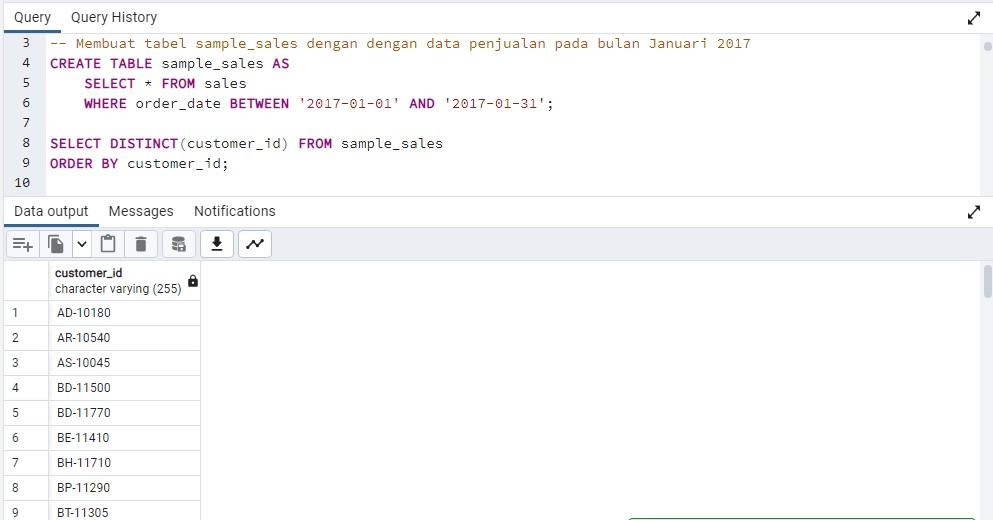 Query Query History
3 -- Membuat tabel sample_sales dengan dengan data penjualan pada bulan Januari 2017
4 CREATE TABLE sample_sales AS
5 SELECT * FROM sales
6 WHERE order_date BETWEEN '2017-01-01' AND '2017-01-31';
7
8 SELECT DISTINCT(customer_id) FROM sample_sales
9 ORDER BY customer_id;
10
Data output Messages Notifications
customer_id
character varying (255)
1 AD-10180
2 AR-10540
3 AS-10045
4 BD-11500
5 BD-11770
6 BE-11410
7 BH-11710
8 BP-11290
9 BT-11305